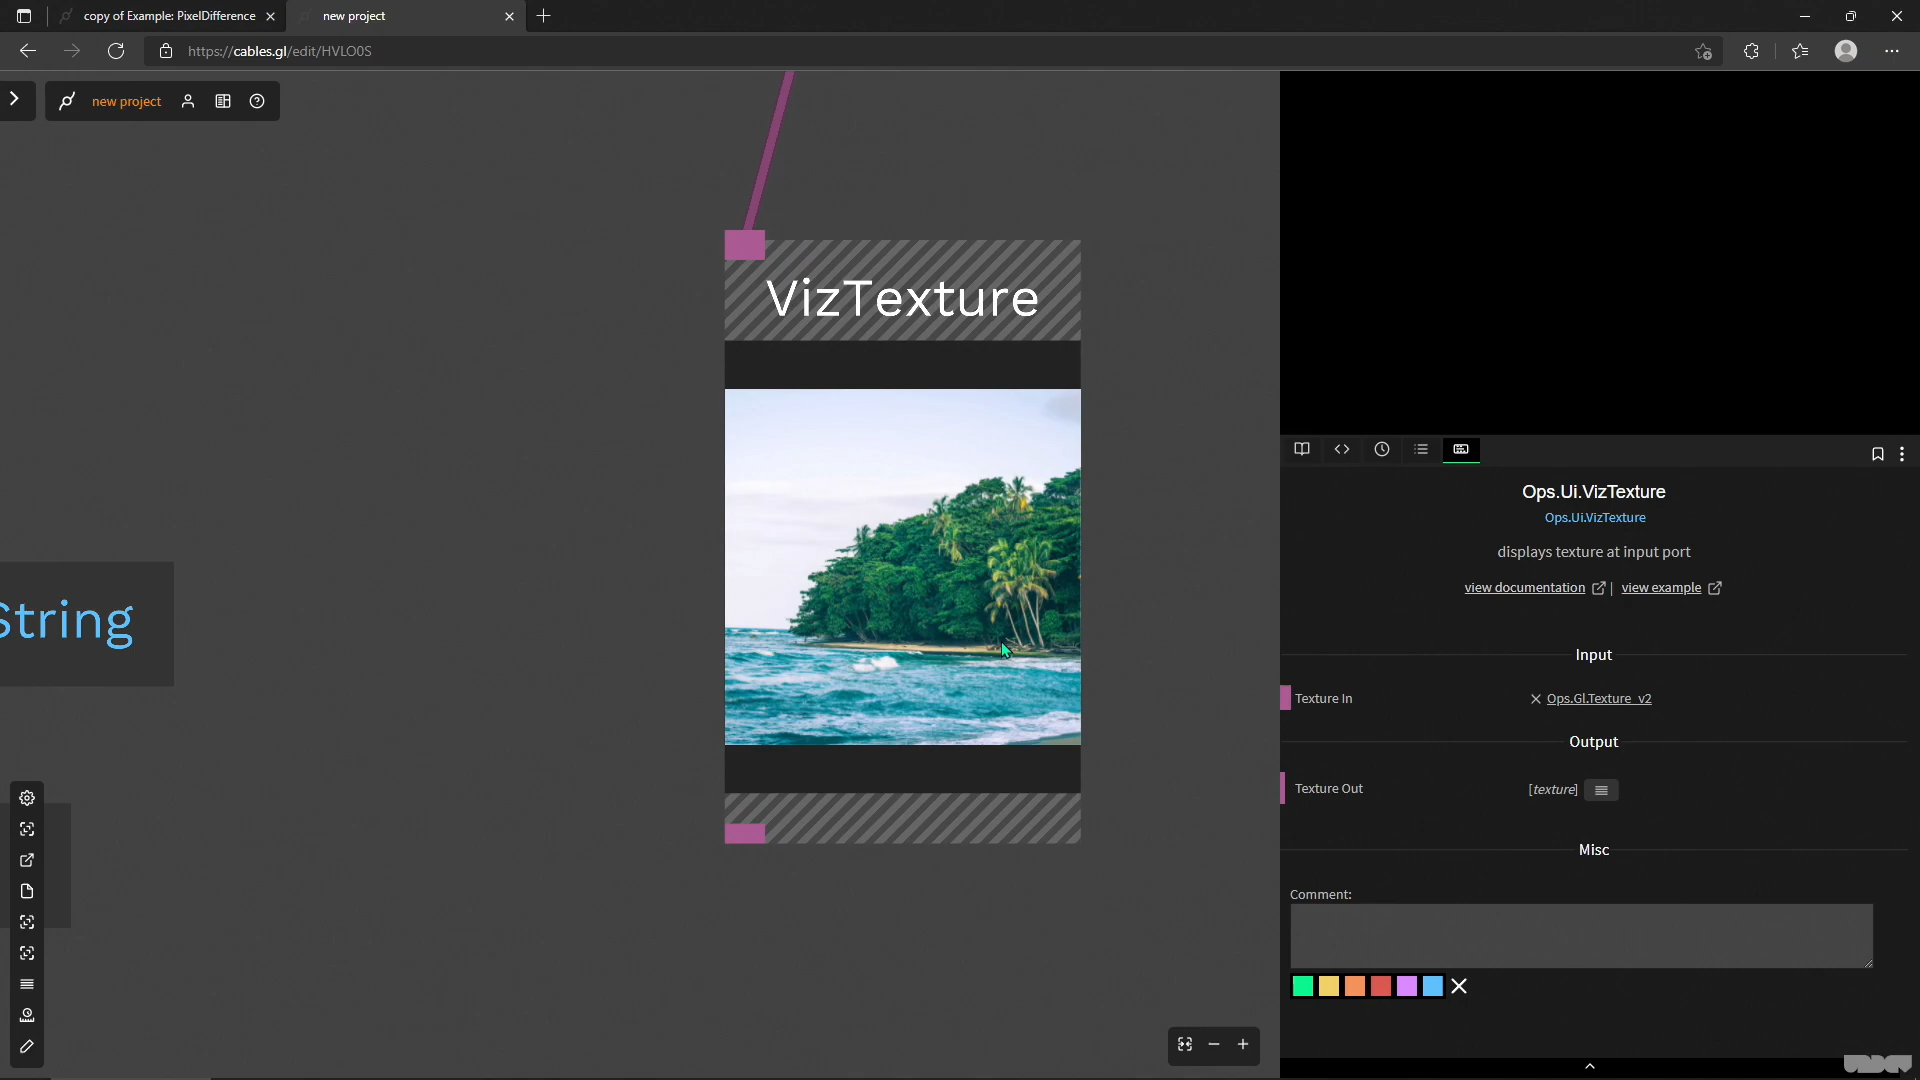 copy of Example: PixelDifference
new project
https://cables.gl/edit/HVLO0S
new project
VizTexture
String
Ops.Ui.VizTexture
Ops.Ui.VizTexture
displays texture at input port
view documentation | view example
Input
Texture In
Ops.Gl.Texture_v2
Output
Texture Out
[texture]
Misc
Comment: